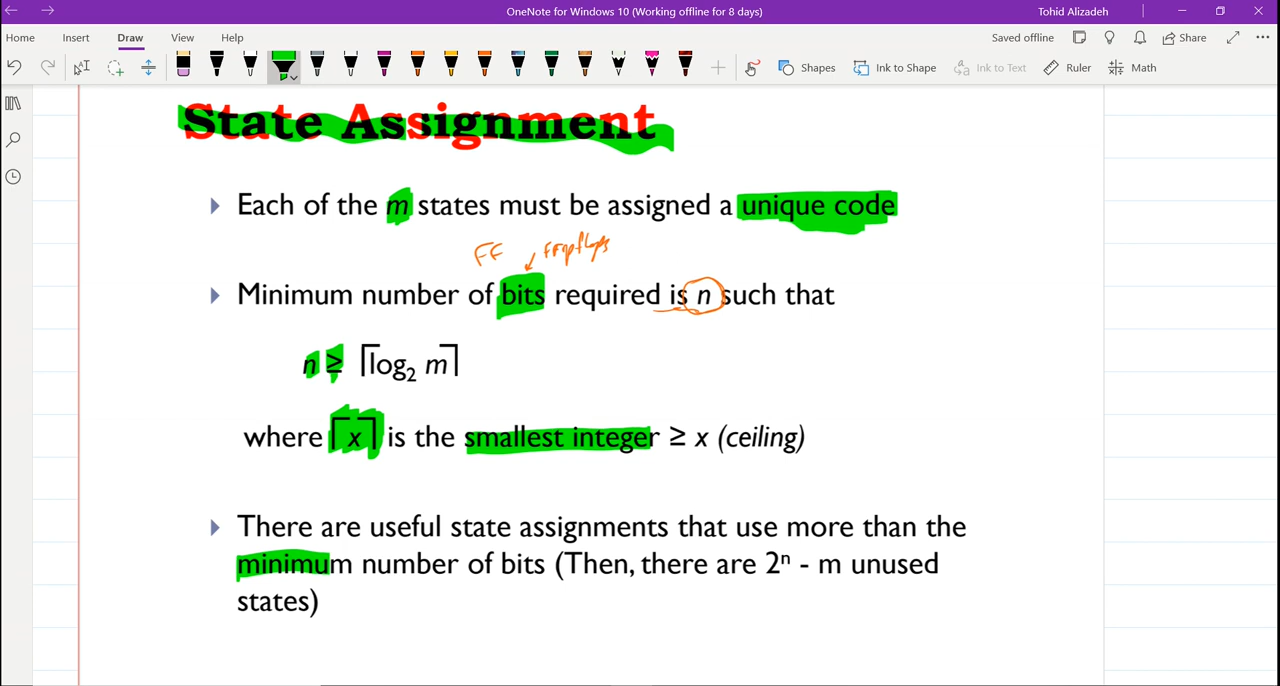 OneNote for Windows 10 (Working offline for 8 days)
Tohid Alizadeh
Home Insert Draw View Help
Saved offline
Share
Shapes
Ink to Shape
Ink to Text
Ruler
Math
State Assignment
Each of the m states must be assigned a unique code
FF
Minimum number of bits required is n such that
n ≥ ⌈log₂ m⌉
where ⌈x⌉ is the smallest integer ≥ x (ceiling)
There are useful state assignments that use more than the
minimum number of bits (Then, there are 2ⁿ - m unused
states)